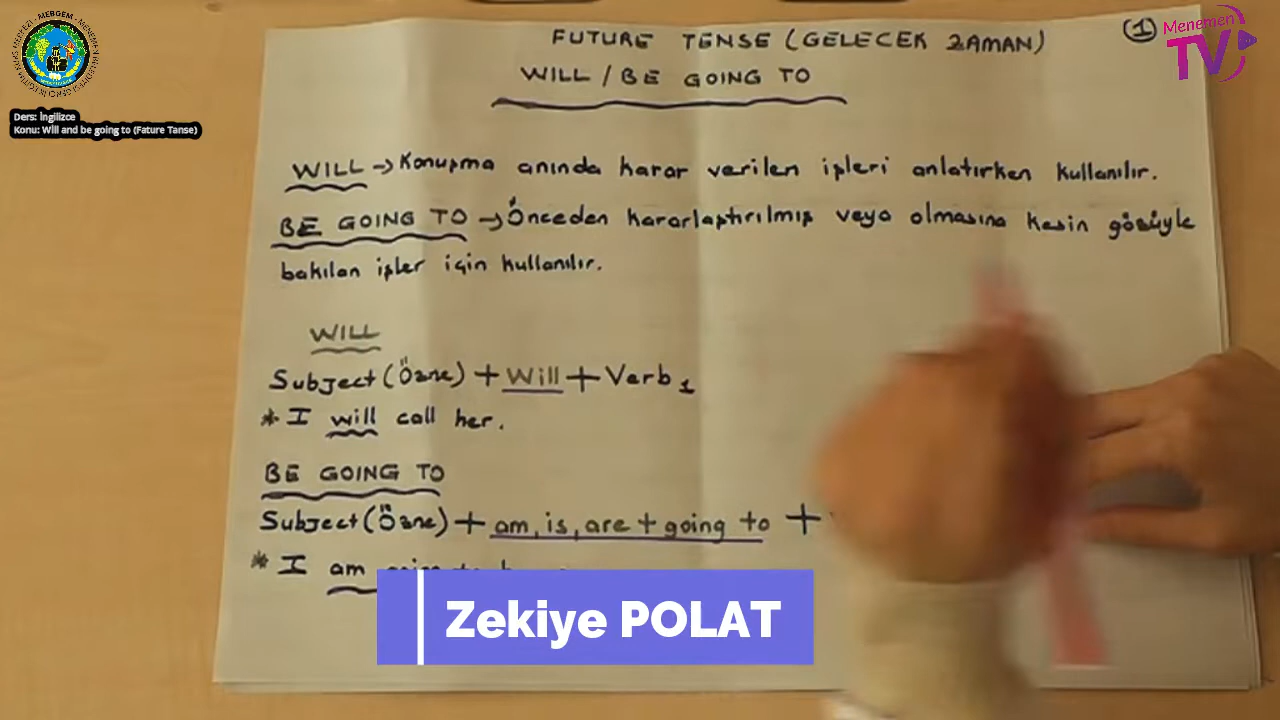 MEBGEM - MENEMEN
Menemen
TV
Ders: İngilizce
Konu: Will and be going to (Fature Tanse)
(1)
FUTURE TENSE (GELECEK ZAMAN)
WILL / BE GOING TO
WILL → Konuşma anında karar verilen işleri anlatırken kullanılır.
BE GOING TO → Önceden kararlaştırılmış veya olmasına kesin gözüyle
bakılan işler için kullanılır.
WILL
Subject (Özne) + Will + Verb1
* I will call her.
BE GOING TO
Subject (Özne) + am, is, are + going to +
* I am
Zekiye POLAT